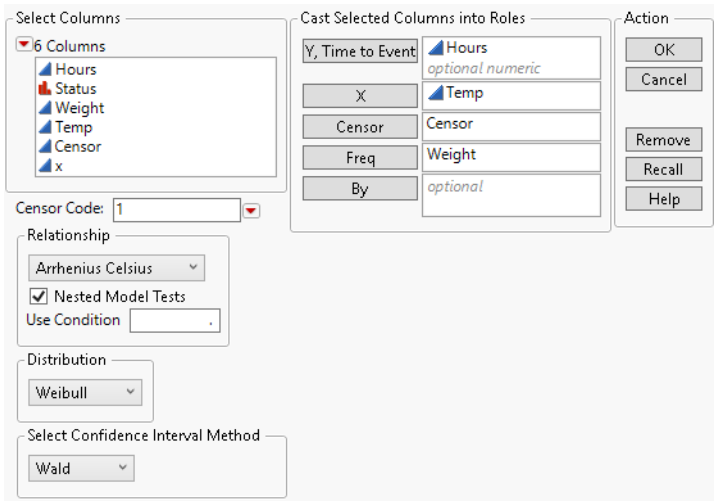 Select Columns
6 Columns
Hours
Status
Weight
Temp
Censor
x
Cast Selected Columns into Roles
Y, Time to Event
Hours
optional numeric
X
Temp
Censor
Censor
Freq
Weight
By
optional
Action
OK
Cancel
Remove
Recall
Help
Censor Code: 1
Relationship
Arrhenius Celsius
Nested Model Tests
Use Condition .
Distribution
Weibull
Select Confidence Interval Method
Wald